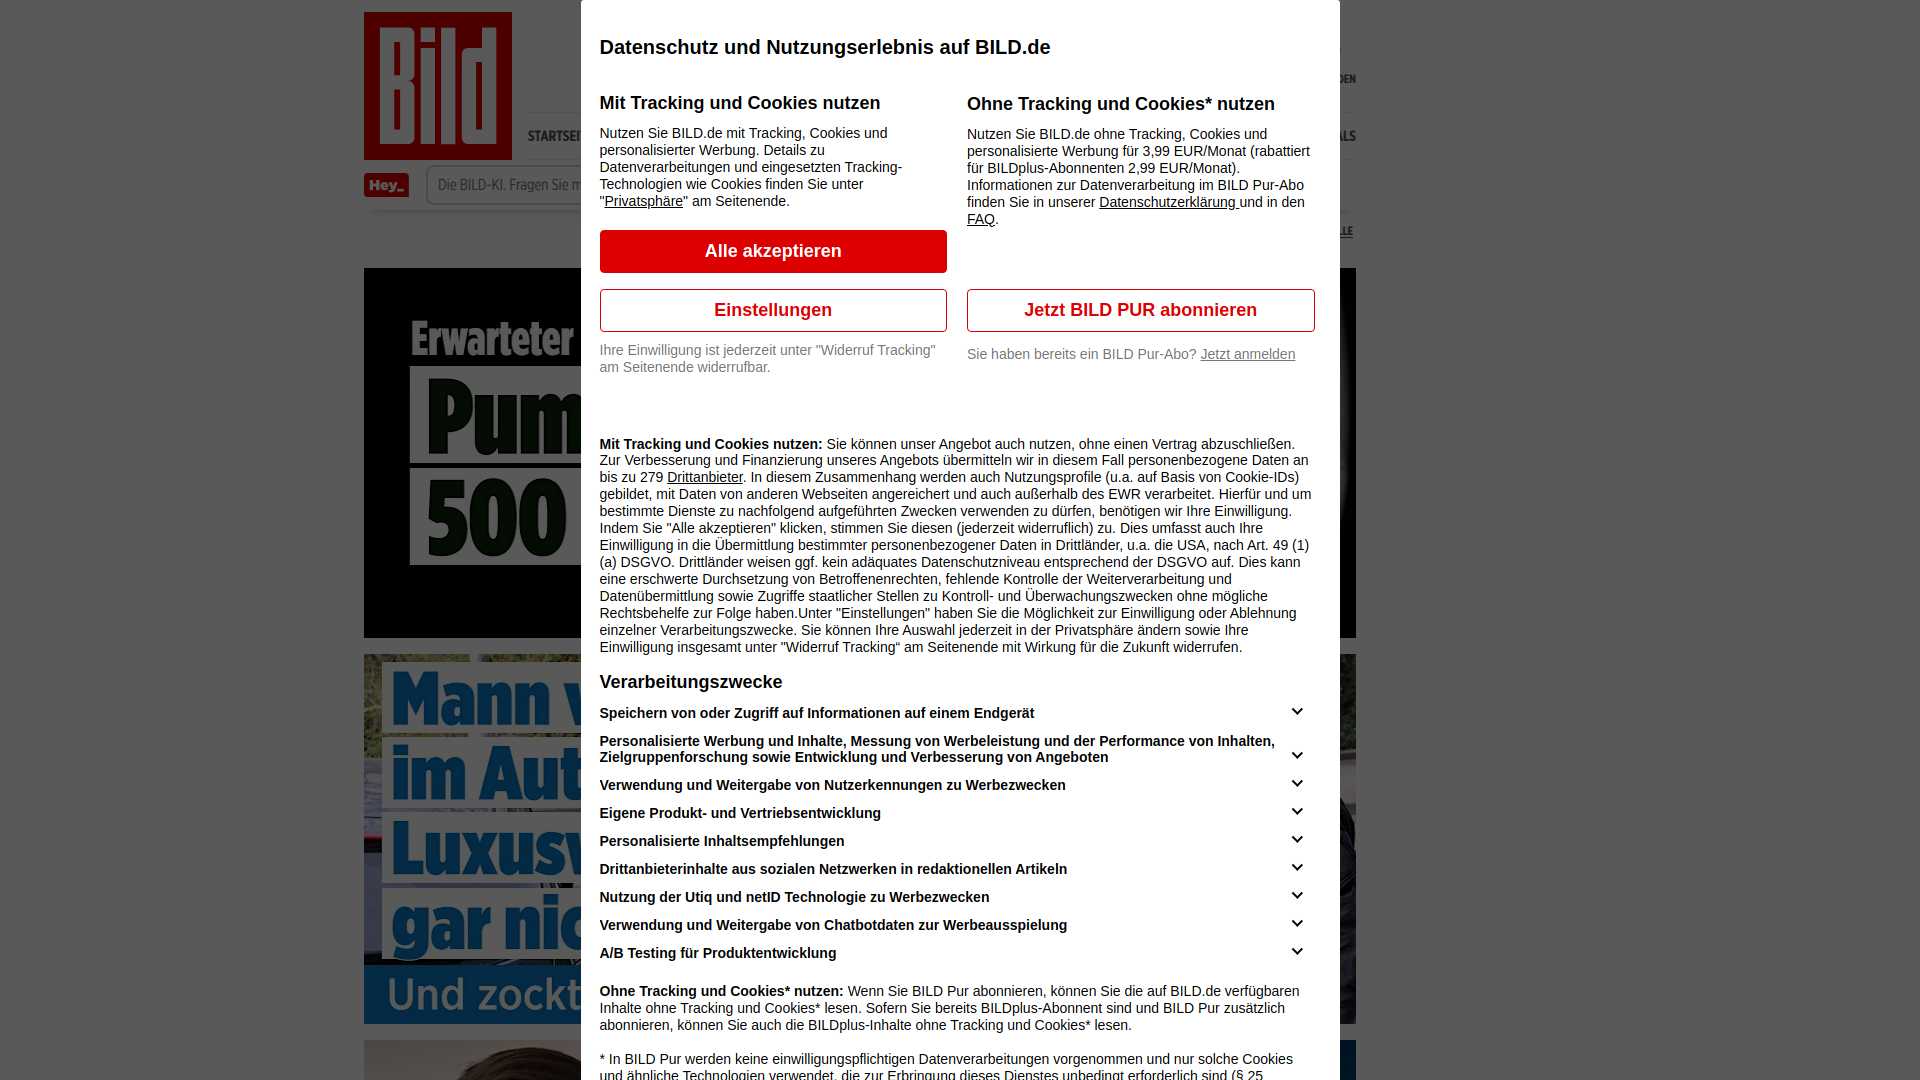 Bild
Datenschutz und Nutzungserlebnis auf BILD.de
Mit Tracking und Cookies nutzen
Nutzen Sie BILD.de mit Tracking, Cookies und
personalisierter Werbung. Details zu
Datenverarbeitungen und eingesetzten Tracking-
Technologien wie Cookies finden Sie unter
"Privatsphäre" am Seitenende.
Alle akzeptieren
Einstellungen
Ihre Einwilligung ist jederzeit unter "Widerruf Tracking"
am Seitenende widerrufbar.
Ohne Tracking und Cookies* nutzen
Nutzen Sie BILD.de ohne Tracking, Cookies und
personalisierte Werbung für 3,99 EUR/Monat (rabattiert
für BILDplus-Abonnenten 2,99 EUR/Monat).
Informationen zur Datenverarbeitung im BILD Pur-Abo
finden Sie in unserer Datenschutzerklärung und in den
FAQ.
Jetzt BILD PUR abonnieren
Sie haben bereits ein BILD Pur-Abo? Jetzt anmelden
Mit Tracking und Cookies nutzen: Sie können unser Angebot auch nutzen, ohne einen Vertrag abzuschließen.
Zur Verbesserung und Finanzierung unseres Angebots übermitteln wir in diesem Fall personenbezogene Daten an
bis zu 279 Drittanbieter. In diesem Zusammenhang werden auch Nutzungsprofile (u.a. auf Basis von Cookie-IDs)
gebildet, mit Daten von anderen Webseiten angereichert und auch außerhalb des EWR verarbeitet. Hierfür und um
bestimmte Dienste zu nachfolgend aufgeführten Zwecken verwenden zu dürfen, benötigen wir Ihre Einwilligung.
Indem Sie "Alle akzeptieren" klicken, stimmen Sie diesen (jederzeit widerruflich) zu. Dies umfasst auch Ihre
Einwilligung in die Übermittlung bestimmter personenbezogener Daten in Drittländer, u.a. die USA, nach Art. 49 (1)
(a) DSGVO. Drittländer weisen ggf. kein adäquates Datenschutzniveau entsprechend der DSGVO auf. Dies kann
eine erschwerte Durchsetzung von Betroffenenrechten, fehlende Kontrolle der Weiterverarbeitung und
Datenübermittlung sowie Zugriffe staatlicher Stellen zu Kontroll- und Überwachungszwecken ohne mögliche
Rechtsbehelfe zur Folge haben.Unter "Einstellungen" haben Sie die Möglichkeit zur Einwilligung oder Ablehnung
einzelner Verarbeitungszwecke. Sie können Ihre Auswahl jederzeit in der Privatsphäre ändern sowie Ihre
Einwilligung insgesamt unter "Widerruf Tracking“ am Seitenende mit Wirkung für die Zukunft widerrufen.
Verarbeitungszwecke
Speichern von oder Zugriff auf Informationen auf einem Endgerät
Personalisierte Werbung und Inhalte, Messung von Werbeleistung und der Performance von Inhalten,
Zielgruppenforschung sowie Entwicklung und Verbesserung von Angeboten
Verwendung und Weitergabe von Nutzerkennungen zu Werbezwecken
Eigene Produkt- und Vertriebsentwicklung
Personalisierte Inhaltsempfehlungen
Drittanbieterinhalte aus sozialen Netzwerken in redaktionellen Artikeln
Nutzung der Utiq und netID Technologie zu Werbezwecken
Verwendung und Weitergabe von Chatbotdaten zur Werbeausspielung
A/B Testing für Produktentwicklung
Ohne Tracking und Cookies* nutzen: Wenn Sie BILD Pur abonnieren, können Sie die auf BILD.de verfügbaren
Inhalte ohne Tracking und Cookies* lesen. Sofern Sie bereits BILDplus-Abonnent sind und BILD Pur zusätzlich
abonnieren, können Sie auch die BILDplus-Inhalte ohne Tracking und Cookies* lesen.
* In BILD Pur werden keine einwilligungspflichtigen Datenverarbeitungen vorgenommen und nur solche Cookies
und ähnliche Technologien verwendet, die zur Erbringung dieses Dienstes unbedingt erforderlich sind (§ 25
STARTSEI
Hey_
Die BILD-KI. Fragen Sie m
Erwarteter
Pum
500
Mann
im Aut
Luxus
gar nic
Und zockt
DEN
ALS
LLE